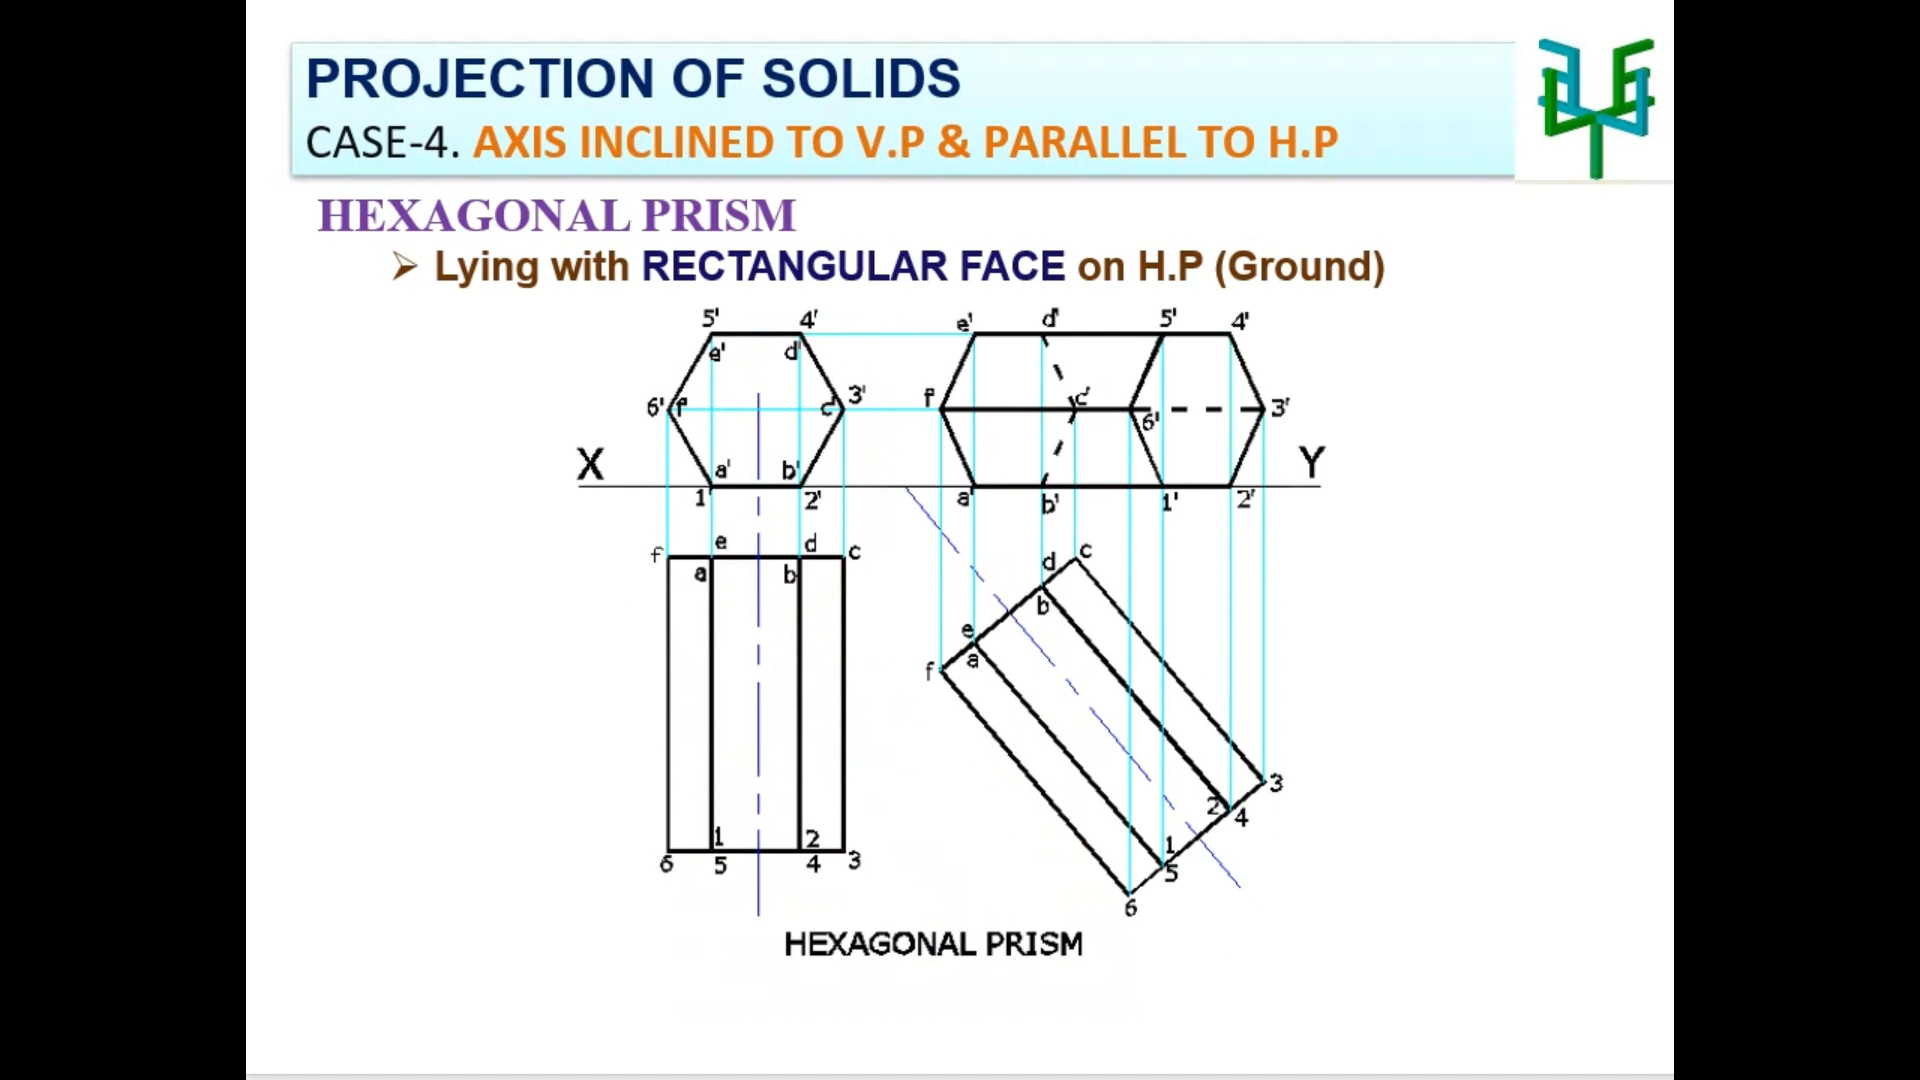 PROJECTION OF SOLIDS
CASE-4. AXIS INCLINED TO V.P & PARALLEL TO H.P
HEXAGONAL PRISM
➢ Lying with RECTANGULAR FACE on H.P (Ground)
5' 4' e' d' 5' 4'
e' d'
6' f' c' 3' f' c' 6' 3'
X Y
a' b'
1' 2' a' b' 1' 2'
f e d c d c
a b b
e
f a
3
1 2 2 4
6 5 4 3 1
5
6
HEXAGONAL PRISM